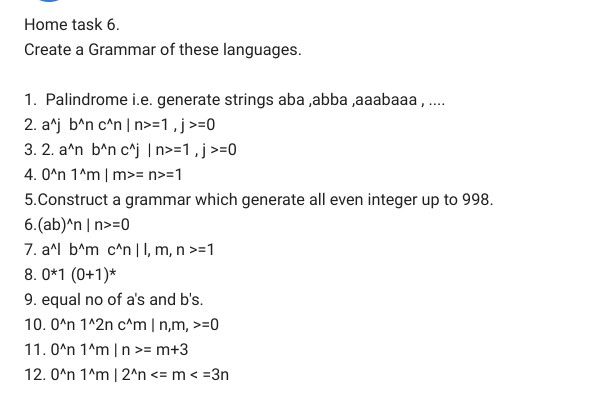 Home task 6.
Create a Grammar of these languages.
1. Palindrome i.e. generate strings aba ,abba ,aaabaaa , ....
2. a^j b^n c^n | n>=1 , j >=0
3. 2. a^n b^n c^j | n>=1 , j >=0
4. 0^n 1^m | m>= n>=1
5.Construct a grammar which generate all even integer up to 998.
6.(ab)^n | n>=0
7. a^l b^m c^n | l, m, n >=1
8. 0*1 (0+1)*
9. equal no of a's and b's.
10. 0^n 1^2n c^m | n,m, >=0
11. 0^n 1^m | n >= m+3
12. 0^n 1^m | 2^n <= m < =3n